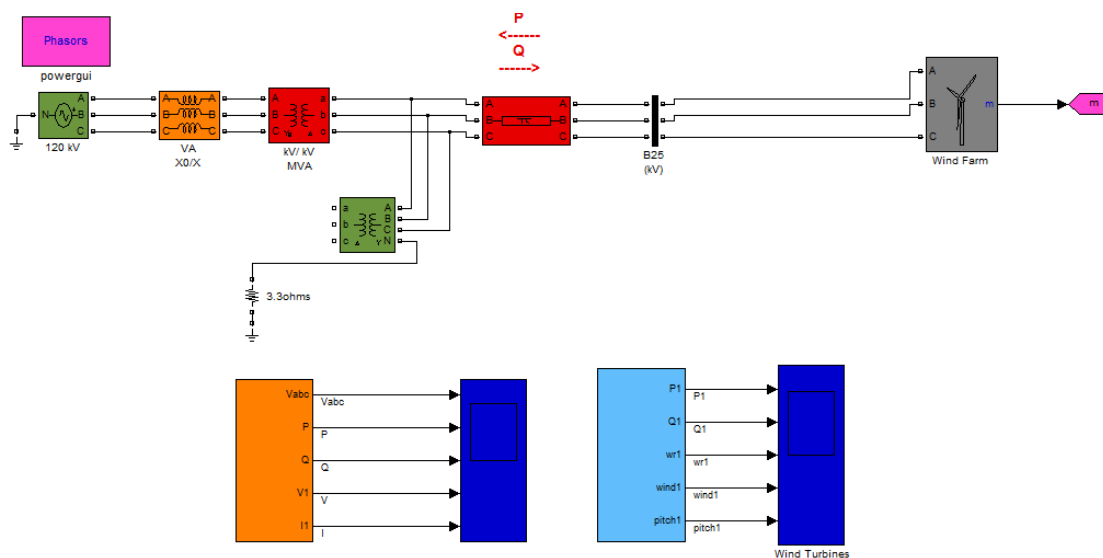 P
<------
Q
------>
Phasors
powergui
N
A
B
C
120 kV
A
B
C
A
B
C
VA
X0/X
A
B
C
a
b
c
kV/ kV
MVA
A
B
C
A
B
C
B25
(kV)
A
B
C
m
Wind Farm
m
a
b
c
A
B
C
N
Y
3.3ohms
Vabc
Vabc
P
P
Q
Q
V1
V
I1
I
P1
P1
Q1
Q1
wr1
wr1
wind1
wind1
pitch1
pitch1
Wind Turbines